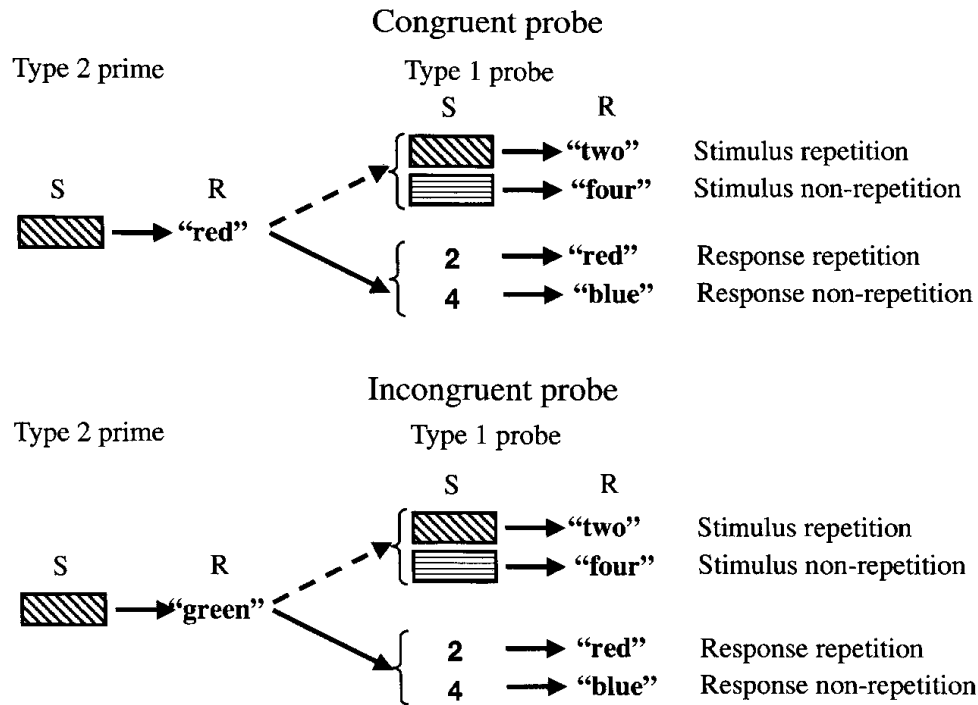 Congruent probe
Type 2 prime
Type 1 probe
S R
“two” Stimulus repetition
S R “four” Stimulus non-repetition
“red”
2 “red” Response repetition
4 “blue” Response non-repetition
Incongruent probe
Type 2 prime
Type 1 probe
S R
“two” Stimulus repetition
S R “four” Stimulus non-repetition
“green”
2 “red” Response repetition
4 “blue” Response non-repetition